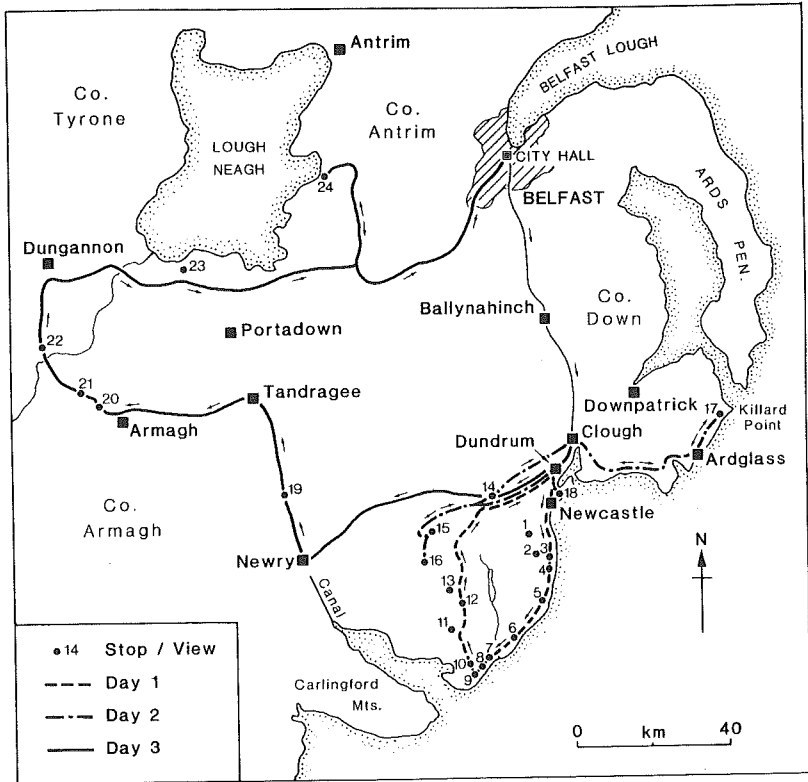 Antrim
Co.
Tyrone
Co.
Antrim
BELFAST LOUGH
LOUGH
NEAGH
CITY HALL
24
BELFAST
ARDS PEN.
Dungannon
23
Ballynahinch
Co.
Down
Portadown
22
21
20
Tandragee
Armagh
Downpatrick
17
Killard
Point
Clough
Dundrum
Ardglass
Co.
Armagh
19
14
18
Newcastle
15
1
16
2
3
4
Newry
13
12
5
Canal
11
6
10
7
8
9
N
14 Stop / View
Day 1
Day 2
Day 3
Carlingford
Mts.
0 km 40